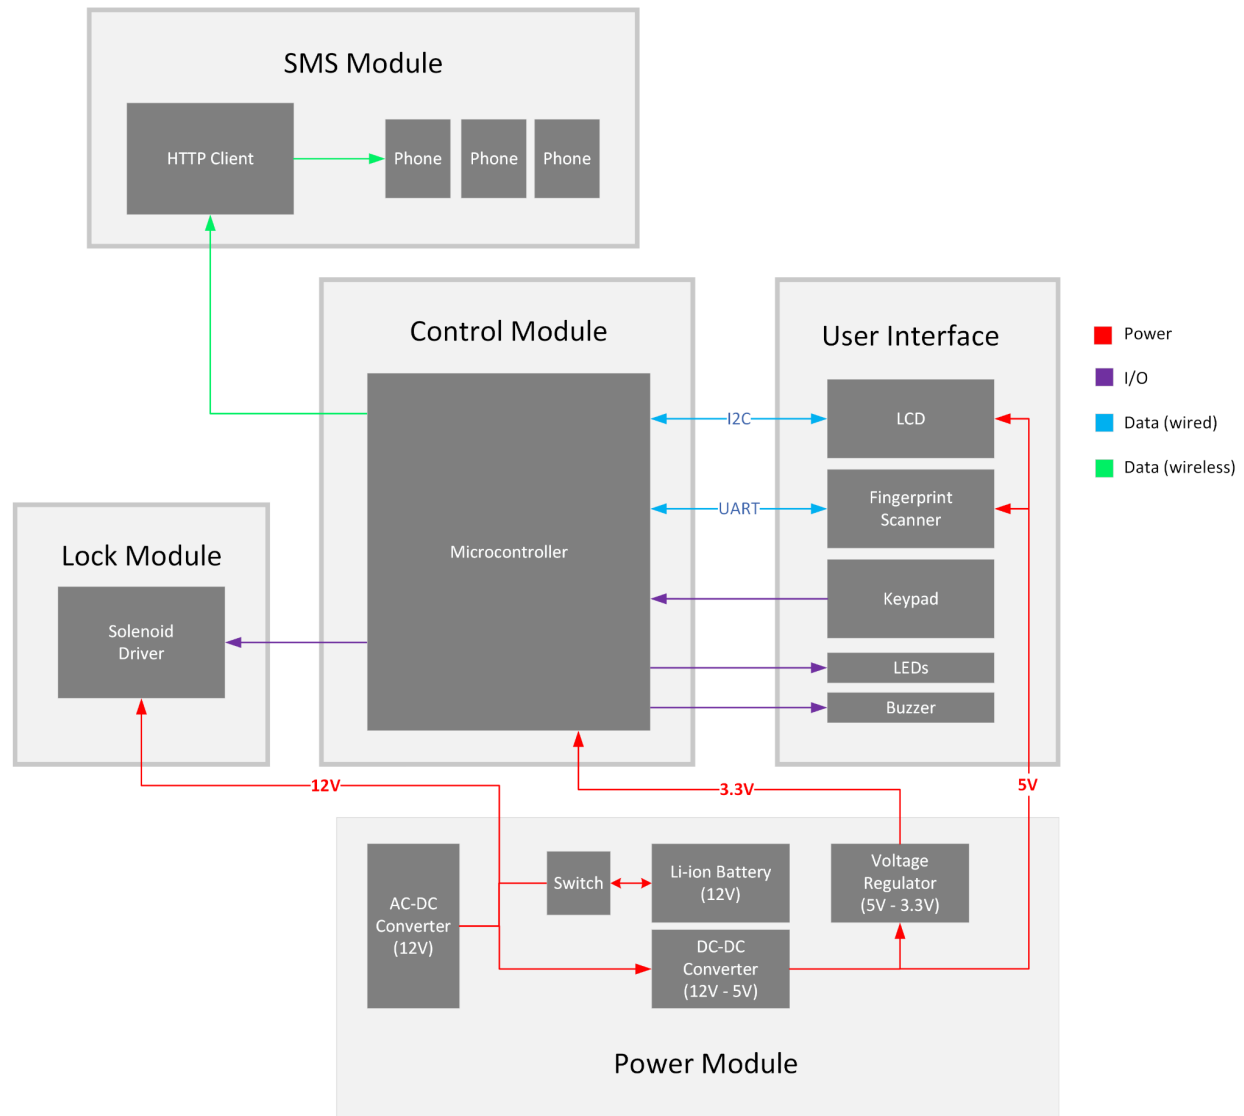 SMS Module
HTTP Client
Phone
Phone
Phone
Control Module
Microcontroller
User Interface
I2C
LCD
UART
Fingerprint
Scanner
Keypad
LEDs
Buzzer
Power
I/O
Data (wired)
Data (wireless)
Lock Module
Solenoid
Driver
12V
3.3V
5V
AC-DC
Converter
(12V)
Switch
Li-ion Battery
(12V)
DC-DC
Converter
(12V - 5V)
Voltage
Regulator
(5V - 3.3V)
Power Module